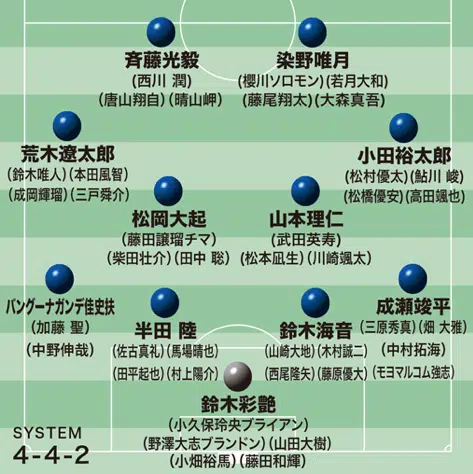 斉藤光毅
(西川 潤)
(唐山翔自)(晴山岬)
染野唯月
(櫻川ソロモン)(若月大和)
(藤尾翔太)(大森真吾)
荒木遼太郎
(鈴木唯人)(本田風智)
(成岡輝瑠)(三戸舜介)
小田裕太郎
(松村優太)(鮎川 峻)
(松橋優安)(高田颯也)
松岡大起
(藤田譲瑠チマ)
(柴田壮介)(田中 聡)
山本理仁
(武田英寿)
(松本凪生)(川﨑颯太)
バングーナガンデ佳史扶
(加藤 聖)
(中野伸哉)
半田 陸
(佐古真礼)(馬場晴也)
(田平起也)(村上陽介)
鈴木海音
(山﨑大地)(木村誠二)
(西尾隆矢)(藤原優大)
成瀬竣平
(三原秀真)(畑 大雅)
(中村拓海)
(モヨマルコム強志)
鈴木彩艶
(小久保玲央ブライアン)
(野澤大志ブランドン)(山田大樹)
(小畑裕馬)(藤田和輝)
SYSTEM
4-4-2